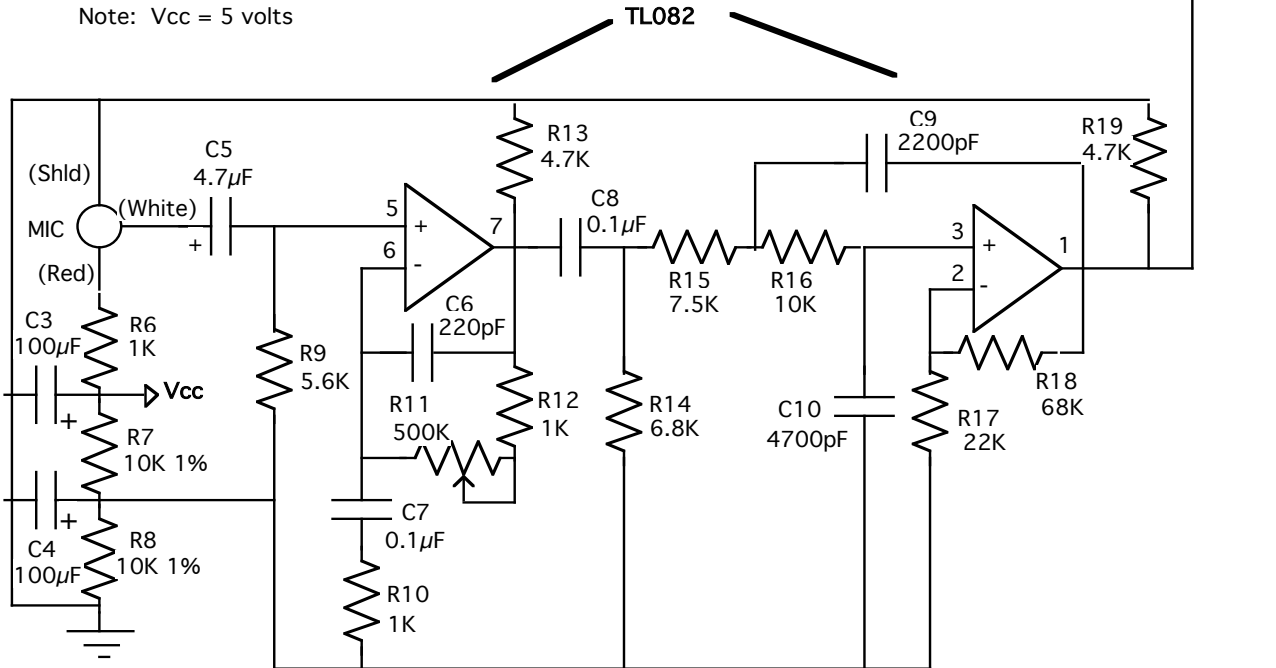 Note: Vcc = 5 volts
TL082
C9
2200pF
R13
4.7K
R19
4.7K
C5
4.7µF
(Shld)
(White)
MIC
+
(Red)
5
+
6
-
7
C8
0.1µF
3
+
2
-
1
R15
7.5K
R16
10K
C3
100µF
+
R6
1K
Vcc
C6
220pF
R9
5.6K
R11
500K
R12
1K
R14
6.8K
C10
4700pF
R18
68K
R17
22K
R7
10K 1%
+
C4
100µF
R8
10K 1%
C7
0.1µF
R10
1K